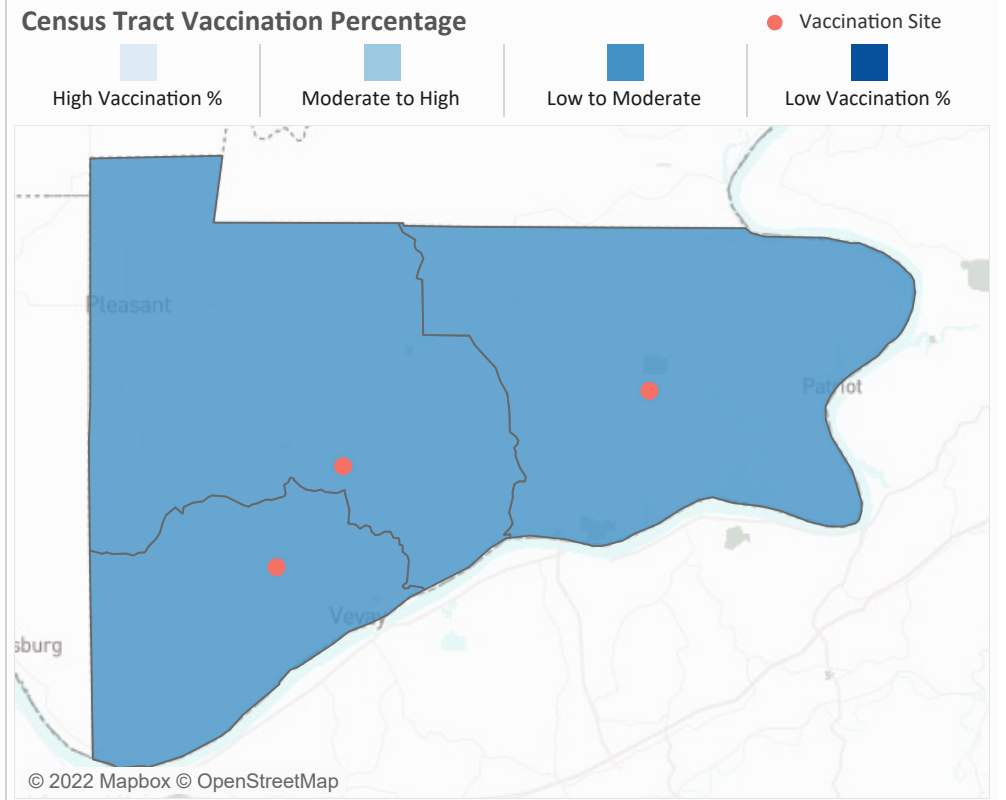 Census Tract Vaccination Percentage
Vaccination Site
High Vaccination %
Moderate to High
Low to Moderate
Low Vaccination %
Pleasant
Patriot
Vevay
sburg
© 2022 Mapbox © OpenStreetMap